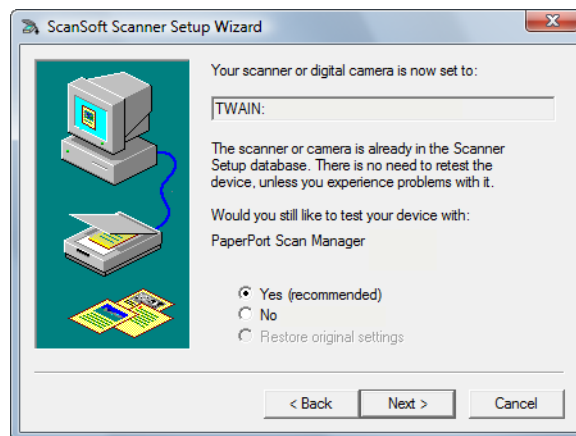 ScanSoft Scanner Setup Wizard
Your scanner or digital camera is now set to:
TWAIN:
The scanner or camera is already in the Scanner
Setup database. There is no need to retest the
device, unless you experience problems with it.
Would you still like to test your device with:
PaperPort Scan Manager
Yes (recommended)
No
Restore original settings
< Back
Next >
Cancel